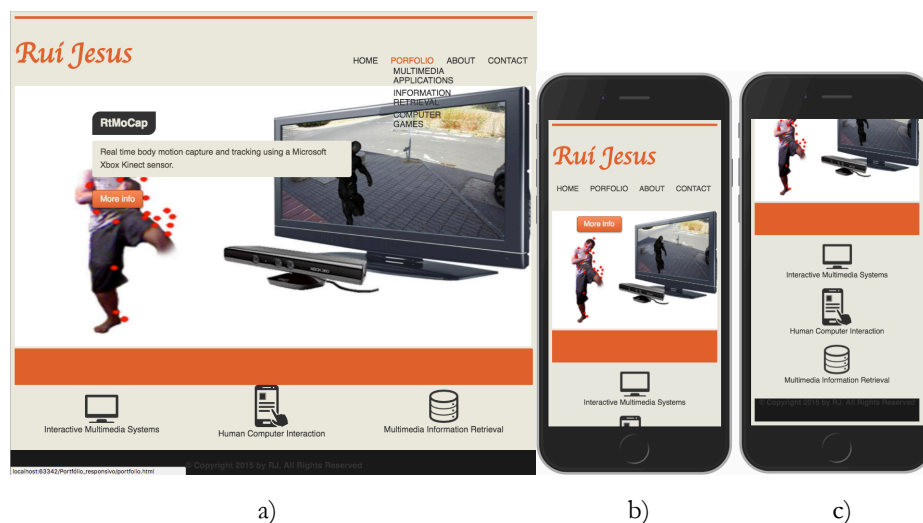 Rui Jesus
HOME PORFOLIO ABOUT CONTACT
MULTIMEDIA
APPLICATIONS
INFORMATION
RETRIEVAL
COMPUTER
GAMES
RtMoCap
Real time body motion capture and tracking using a Microsoft
Xbox Kinect sensor.
More info
XBOX 360
Interactive Multimedia Systems
Human Computer Interaction
Multimedia Information Retrieval
© Copyright 2015 by RJ. All Rights Reserved
localhost:63342/Portfólio_responsivo/portfolio.html
a)
Rui Jesus
HOME PORFOLIO ABOUT CONTACT
More info
Interactive Multimedia Systems
b)
Interactive Multimedia Systems
Human Computer Interaction
Multimedia Information Retrieval
© Copyright 2015 by RJ. All Rights Reserved
c)